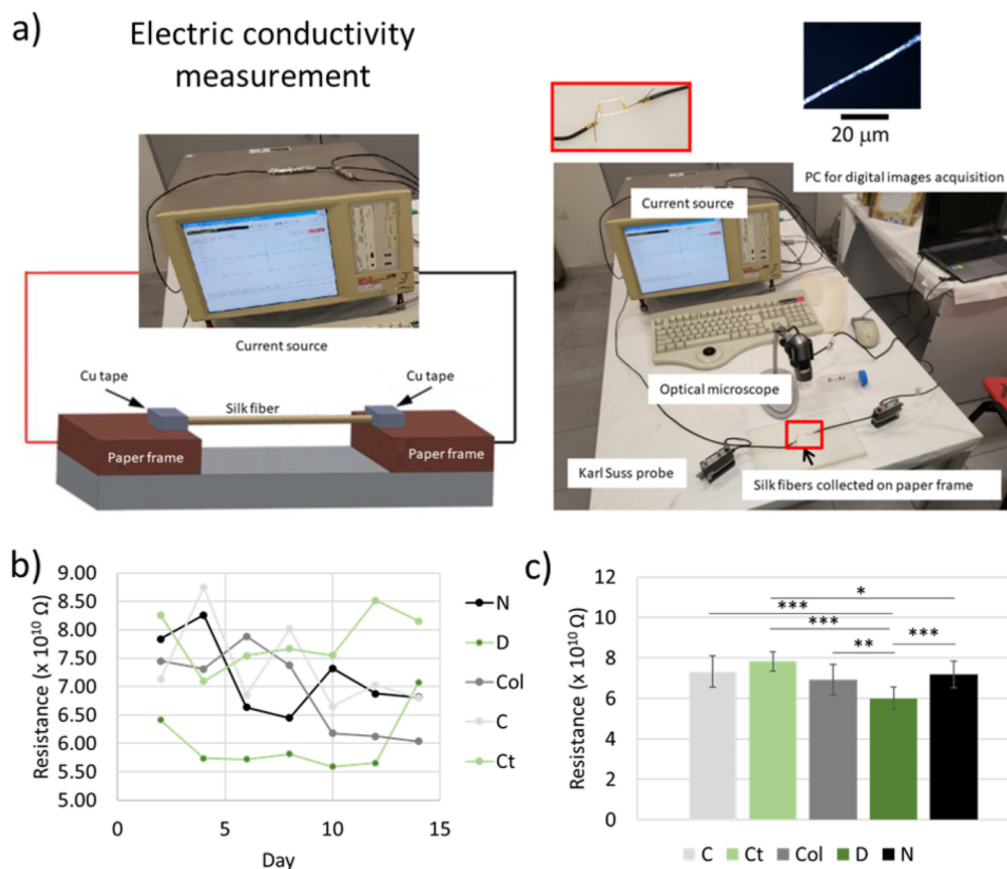 a)
Electric conductivity
measurement
20 μm
PC for digital images acquisition
Current source
Current source
Cu tape
Cu tape
Silk fiber
Optical microscope
Paper frame
Paper frame
Karl Suss probe
Silk fibers collected on paper frame
b)
9.00
8.50
8.00
7.50
7.00
6.50
6.00
5.50
5.00
Resistance (x 10¹⁰ Ω)
0
5
10
15
Day
N
D
Col
C
Ct
c)
12
10
8
6
4
2
0
Resistance (x 10¹⁰ Ω)
*
***
***
**
***
C Ct Col D N